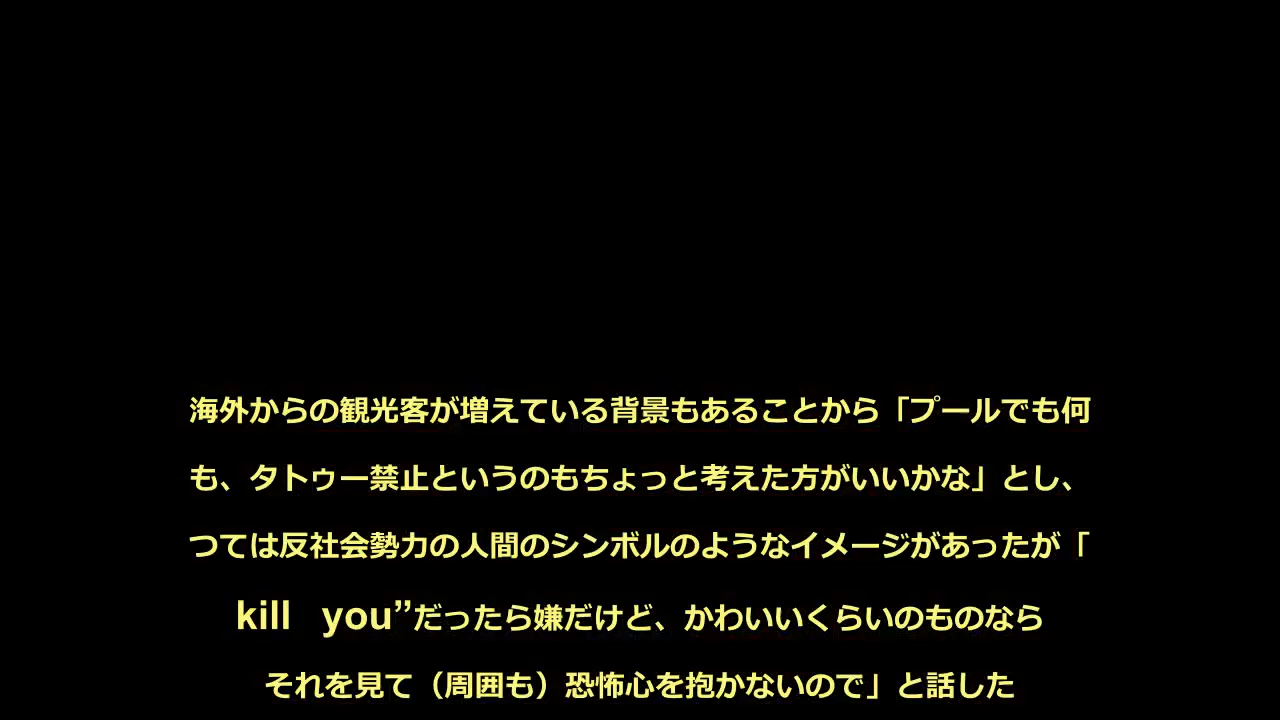 海外からの観光客が増えている背景もあることから「プールでも何
も、タトゥー禁止というのもちょっと考えた方がいいかな」とし、
つては反社会勢力の人間のシンボルのようなイメージがあったが「
kill you”だったら嫌だけど、かわいいくらいのものなら
それを見て（周囲も）恐怖心を抱かないので」と話した